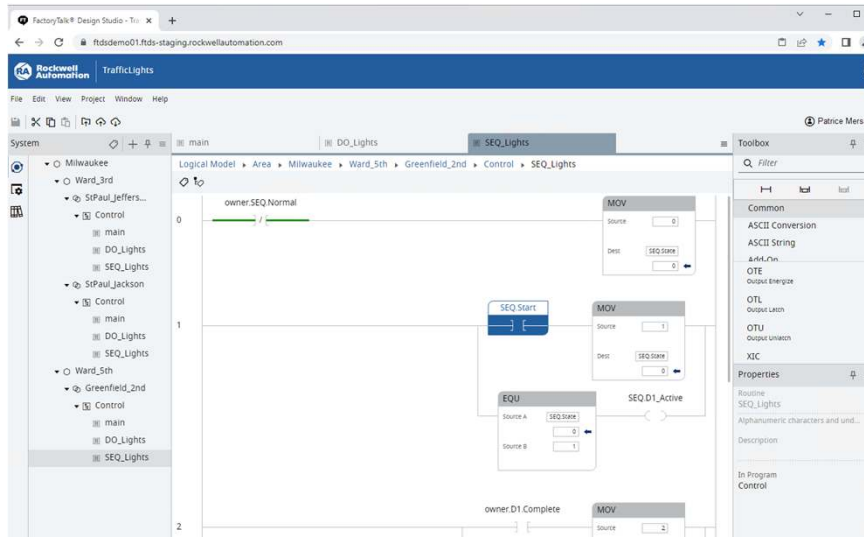 FactoryTalk® Design Studio - Tra
ftdsdemo01.ftds-staging.rockwellautomation.com
RA Rockwell Automation
TrafficLights
File Edit View Project Window Help
Patrice Mers
System
main
DO_Lights
SEQ_Lights
Toolbox
Logical Model Area Milwaukee Ward_5th Greenfield_2nd Control SEQ_Lights
Filter
Milwaukee
Ward_3rd
StPaul_Jeffers...
Control
main
DO_Lights
SEQ_Lights
StPaul_Jackson
Control
main
DO_Lights
SEQ_Lights
Ward_5th
Greenfield_2nd
Control
main
DO_Lights
SEQ_Lights
0
owner.SEQ.Normal
MOV
Source 0
Dest SEQ.State
0
1
SEQ.Start
MOV
Source 1
Dest SEQ.State
0
EQU
Source A SEQ.State
0
Source B 1
SEQ.D1_Active
2
owner.D1.Complete
MOV
Source 2
Common
ASCII Conversion
ASCII String
Add-On
OTE
Output Energize
OTL
Output Latch
OTU
Output Unlatch
XIC
Properties
Routine
SEQ_Lights
Alphanumeric characters and und...
Description
In Program
Control